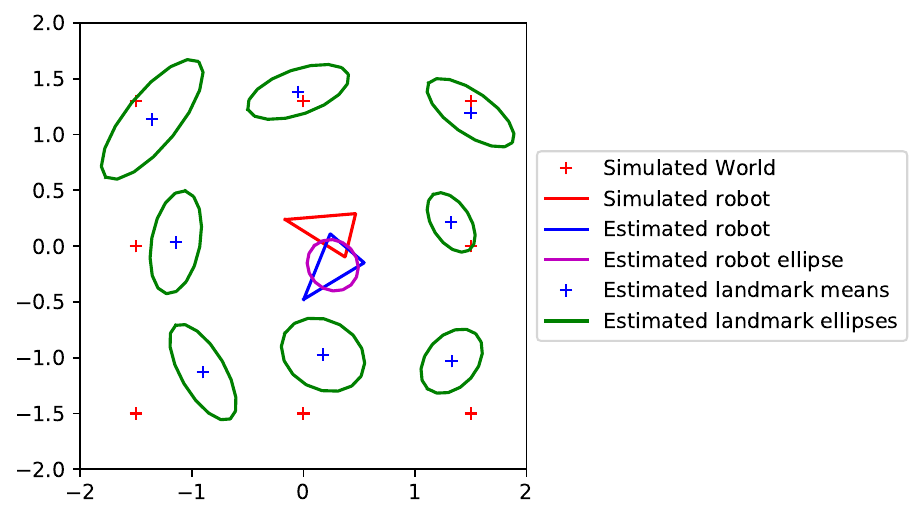 2.0
1.5
1.0
0.5
0.0
−0.5
−1.0
−1.5
−2.0
−2
−1
0
1
2
Simulated World
Simulated robot
Estimated robot
Estimated robot ellipse
Estimated landmark means
Estimated landmark ellipses